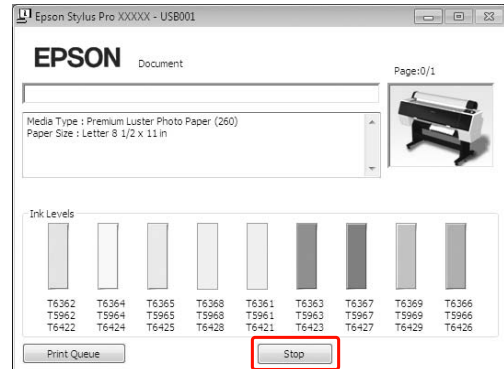 Epson Stylus Pro XXXXX - USB001
EPSON Document
Page:0/1
Media Type : Premium Luster Photo Paper (260)
Paper Size : Letter 8 1/2 x 11 in
Ink Levels
T6362 T6364 T6365 T6368 T6361 T6363 T6367 T6369 T6366
T5962 T5964 T5965 T5968 T5961 T5963 T5967 T5969 T5966
T6422 T6424 T6425 T6428 T6421 T6423 T6427 T6429 T6426
Print Queue Stop